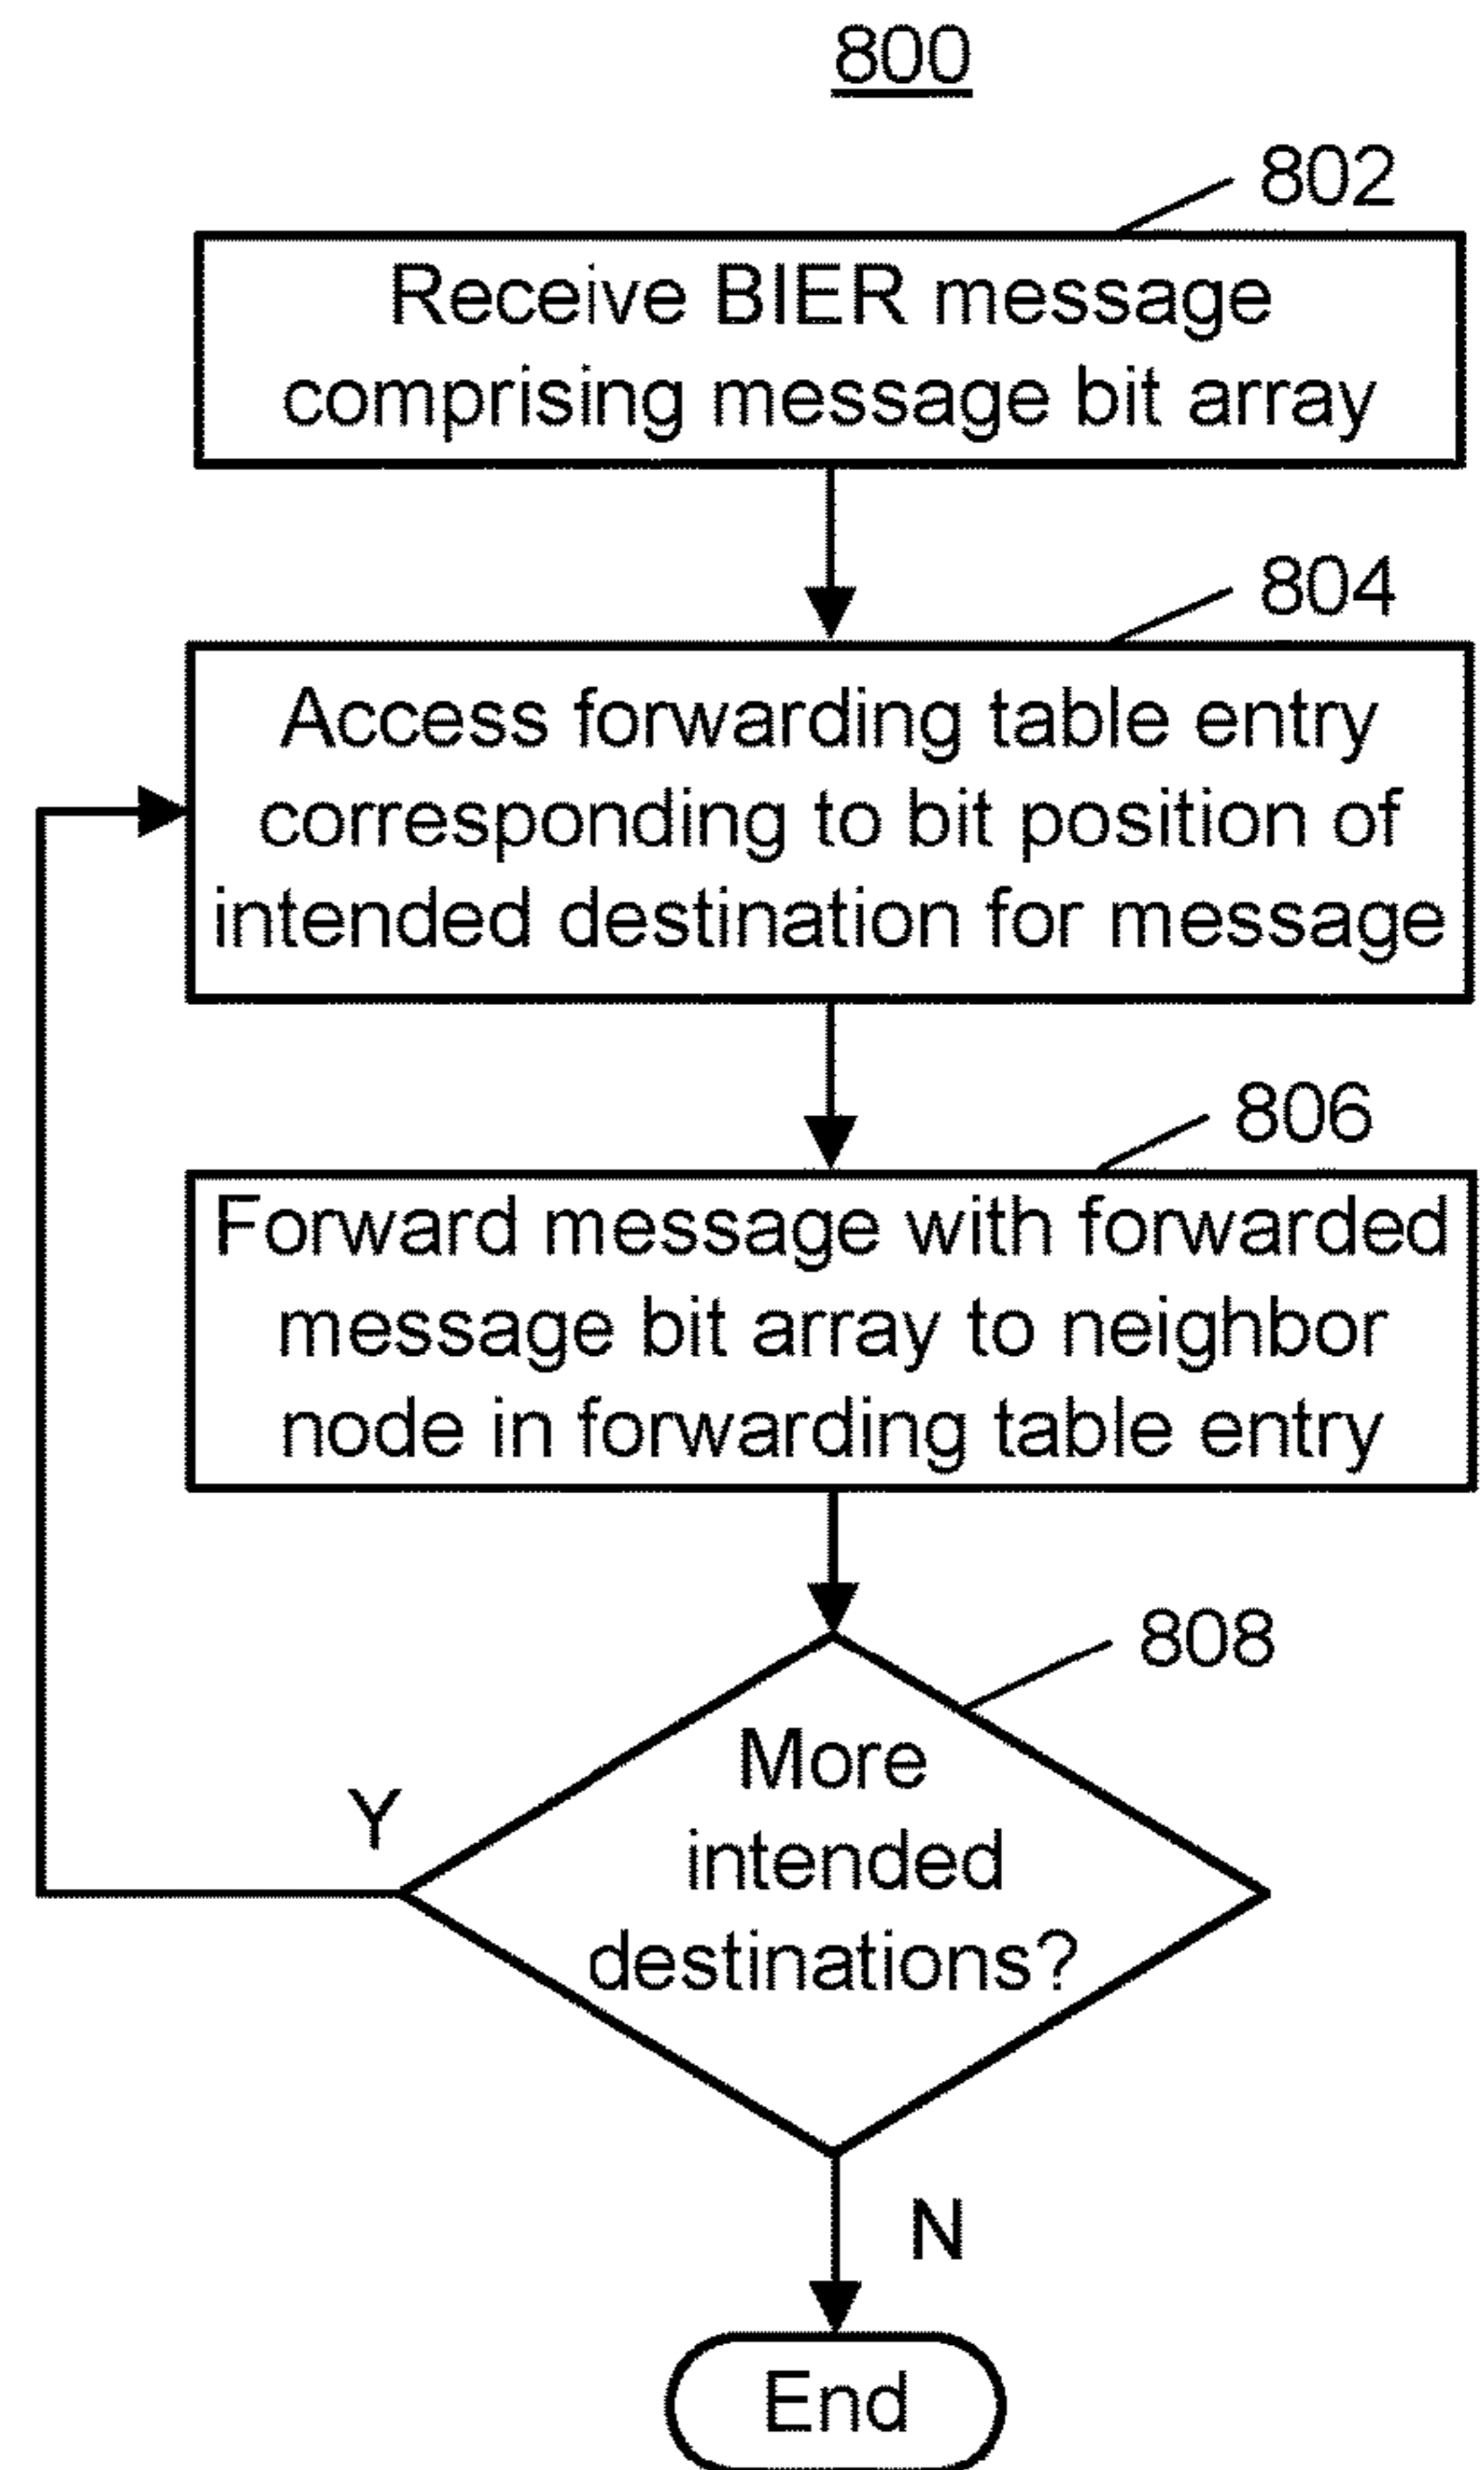 800
802
Receive BIER message
comprising message bit array
804
Access forwarding table entry
corresponding to bit position of
intended destination for message
806
Forward message with forwarded
message bit array to neighbor
node in forwarding table entry
808
More
intended
destinations?
Y
N
End